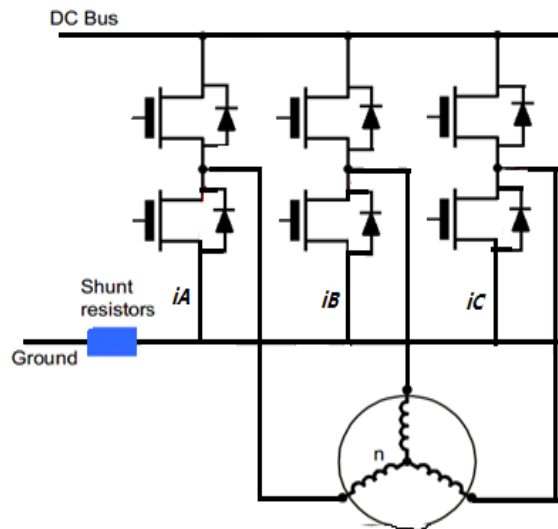 DC Bus
Shunt
resistors
iA
iB
iC
Ground
n